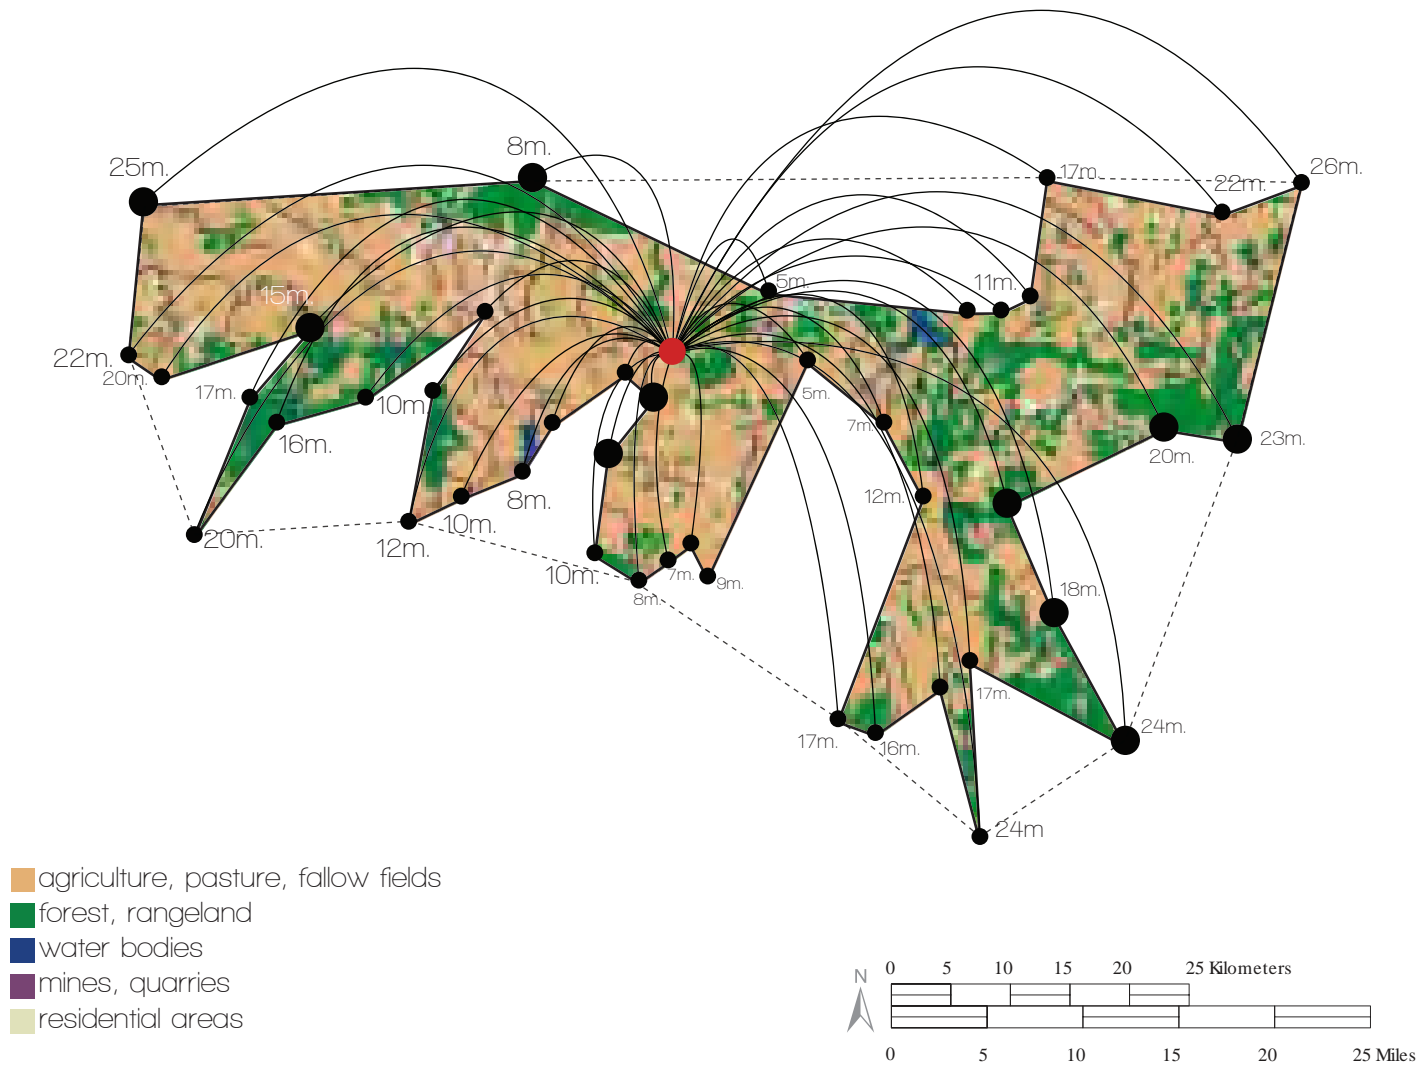 8m.
25m.
17m.
26m.
22m.
5m.
11m.
15m.
22m.
20m.
5m.
17m.
10m.
7m.
16m.
23m.
20m.
12m.
8m.
10m.
20m.
12m.
10m.
7m.
9m.
8m.
18m.
17m.
24m.
17m.
16m.
24m
agriculture, pasture, fallow fields
forest, rangeland
water bodies
mines, quarries
residential areas
N
0 5 10 15 20 25 Kilometers
0 5 10 15 20 25 Miles